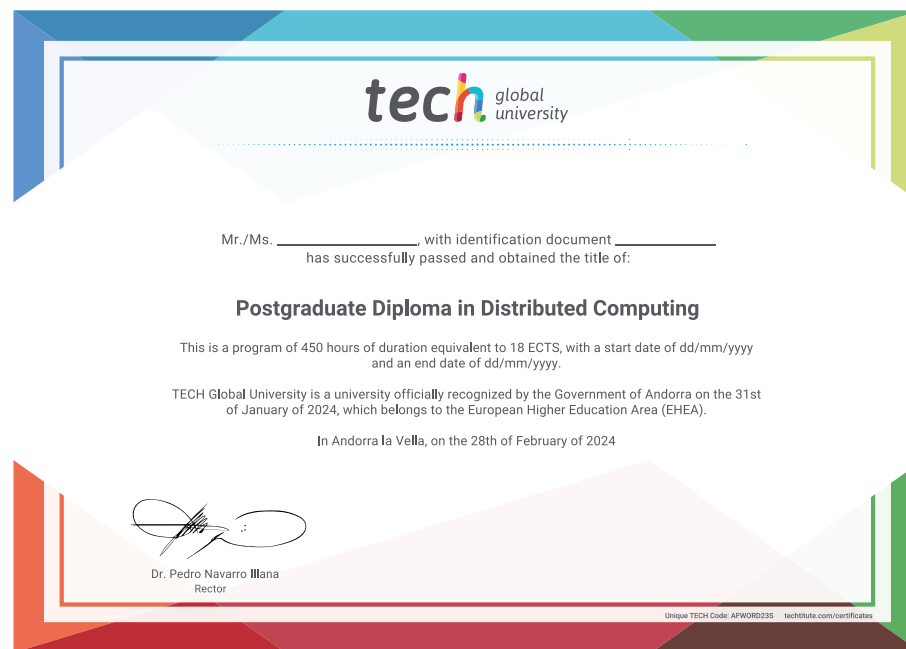 tech global university
Mr./Ms. ____________________, with identification document ______________
has successfully passed and obtained the title of:
Postgraduate Diploma in Distributed Computing
This is a program of 450 hours of duration equivalent to 18 ECTS, with a start date of dd/mm/yyyy
and an end date of dd/mm/yyyy.
TECH Global University is a university officially recognized by the Government of Andorra on the 31st
of January of 2024, which belongs to the European Higher Education Area (EHEA).
In Andorra la Vella, on the 28th of February of 2024
Dr. Pedro Navarro Illana
Rector
Unique TECH Code: AFWORD23S techtitute.com/certificates